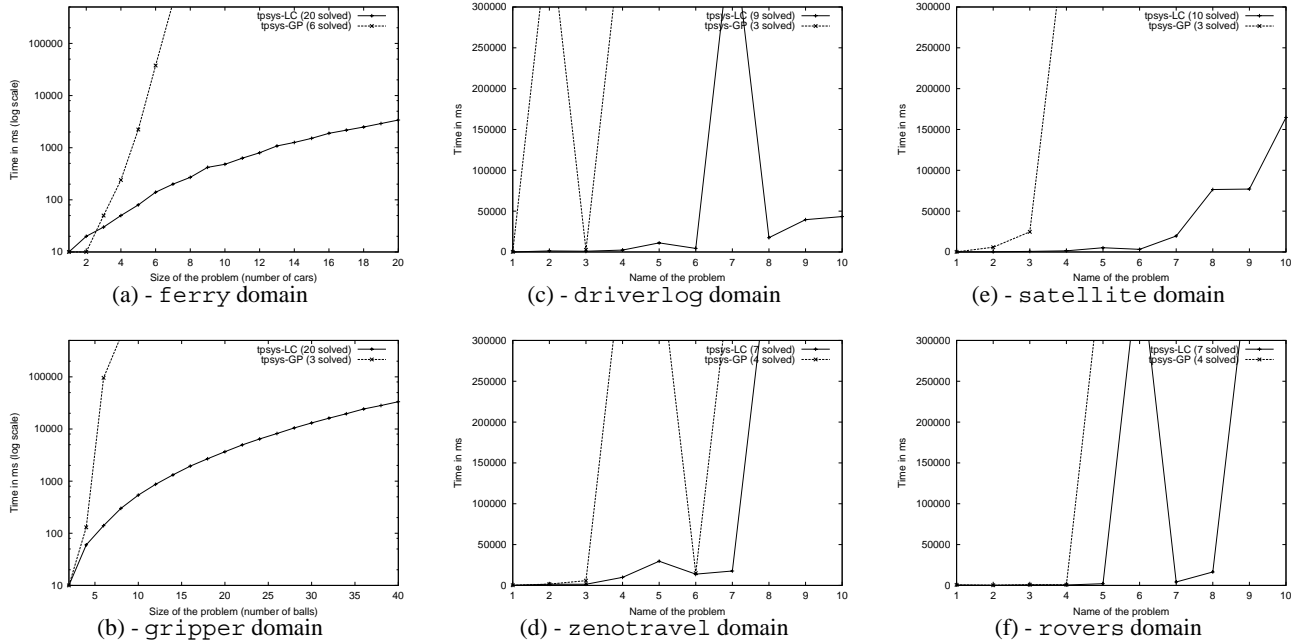 tpsys-LC (20 solved)
tpsys-GP (6 solved)
Time in ms (log scale)
100000
10000
1000
100
10
2 4 6 8 10 12 14 16 18 20
Size of the problem (number of cars)
(a) - ferry domain
tpsys-LC (9 solved)
tpsys-GP (3 solved)
Time in ms
300000
250000
200000
150000
100000
50000
0
1 2 3 4 5 6 7 8 9 10
Name of the problem
(c) - driverlog domain
tpsys-LC (10 solved)
tpsys-GP (3 solved)
Time in ms
300000
250000
200000
150000
100000
50000
0
1 2 3 4 5 6 7 8 9 10
Name of the problem
(e) - satellite domain
tpsys-LC (20 solved)
tpsys-GP (3 solved)
Time in ms (log scale)
100000
10000
1000
100
10
5 10 15 20 25 30 35 40
Size of the problem (number of balls)
(b) - gripper domain
tpsys-LC (7 solved)
tpsys-GP (4 solved)
Time in ms
300000
250000
200000
150000
100000
50000
0
1 2 3 4 5 6 7 8 9 10
Name of the problem
(d) - zenotravel domain
tpsys-LC (7 solved)
tpsys-GP (4 solved)
Time in ms
300000
250000
200000
150000
100000
50000
0
1 2 3 4 5 6 7 8 9 10
Name of the problem
(f) - rovers domain